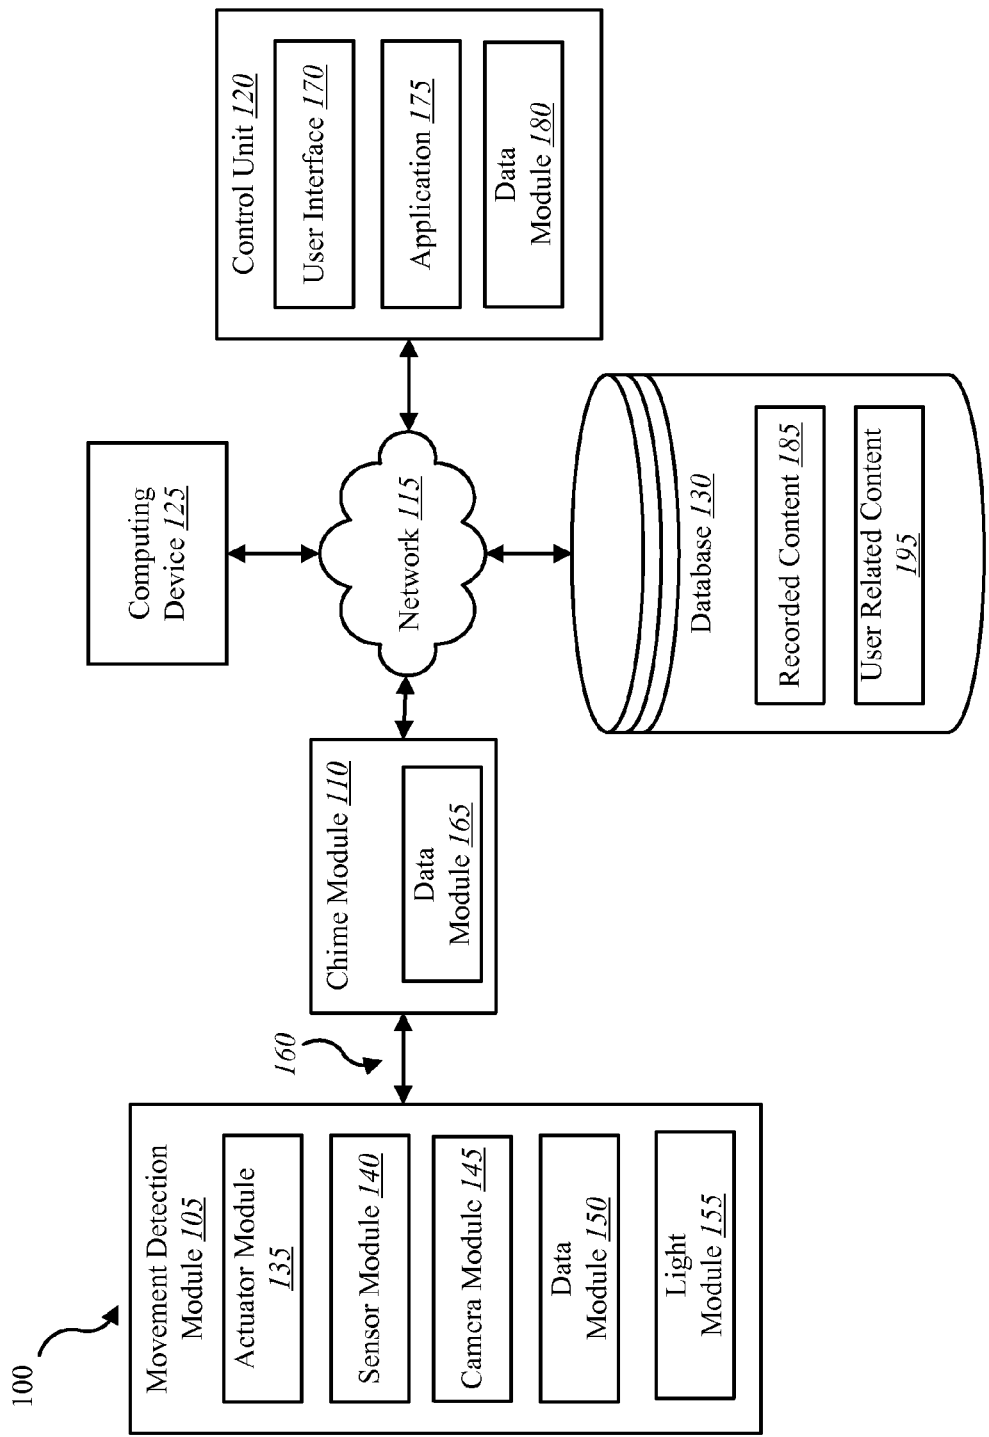 100
Movement Detection
Module 105
Actuator Module
135
Sensor Module 140
Camera Module 145
Data
Module 150
Light
Module 155
160
Chime Module 110
Data
Module 165
Computing
Device 125
Network 115
Database 130
Recorded Content 185
User Related Content
195
Control Unit 120
User Interface 170
Application 175
Data
Module 180